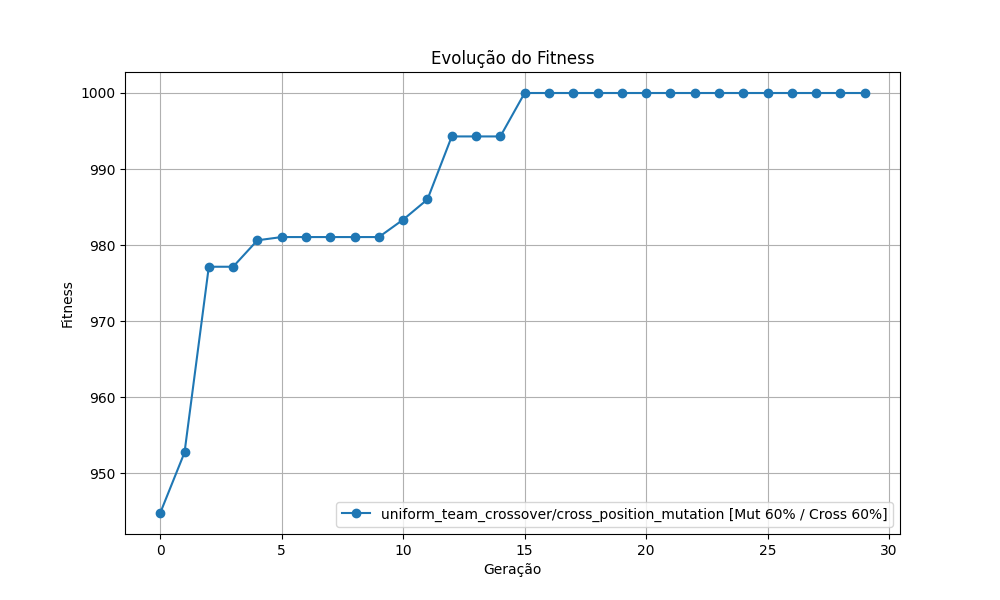 Evolução do Fitness
Fitness
1000
990
980
970
960
950
0 5 10 15 20 25 30
Geração
uniform_team_crossover/cross_position_mutation [Mut 60% / Cross 60%]